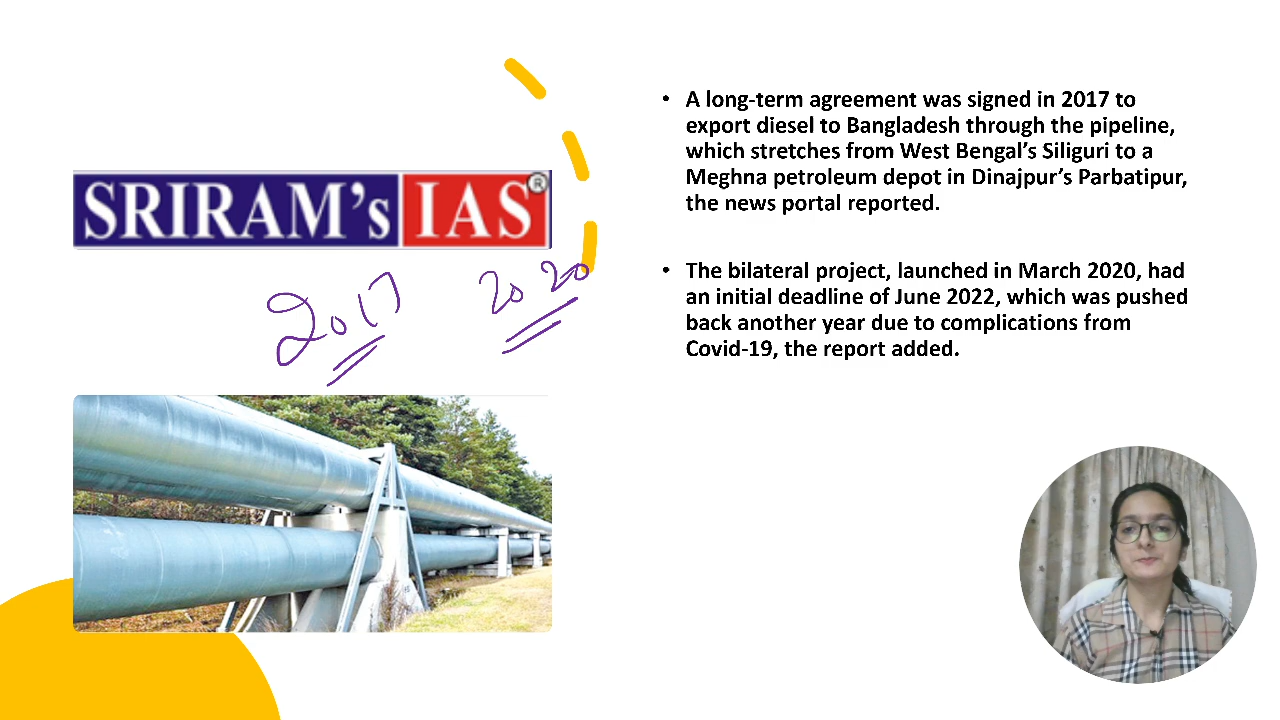 SRIRAM's IAS®
2017
2020
• A long-term agreement was signed in 2017 to
export diesel to Bangladesh through the pipeline,
which stretches from West Bengal’s Siliguri to a
Meghna petroleum depot in Dinajpur’s Parbatipur,
the news portal reported.
• The bilateral project, launched in March 2020, had
an initial deadline of June 2022, which was pushed
back another year due to complications from
Covid-19, the report added.